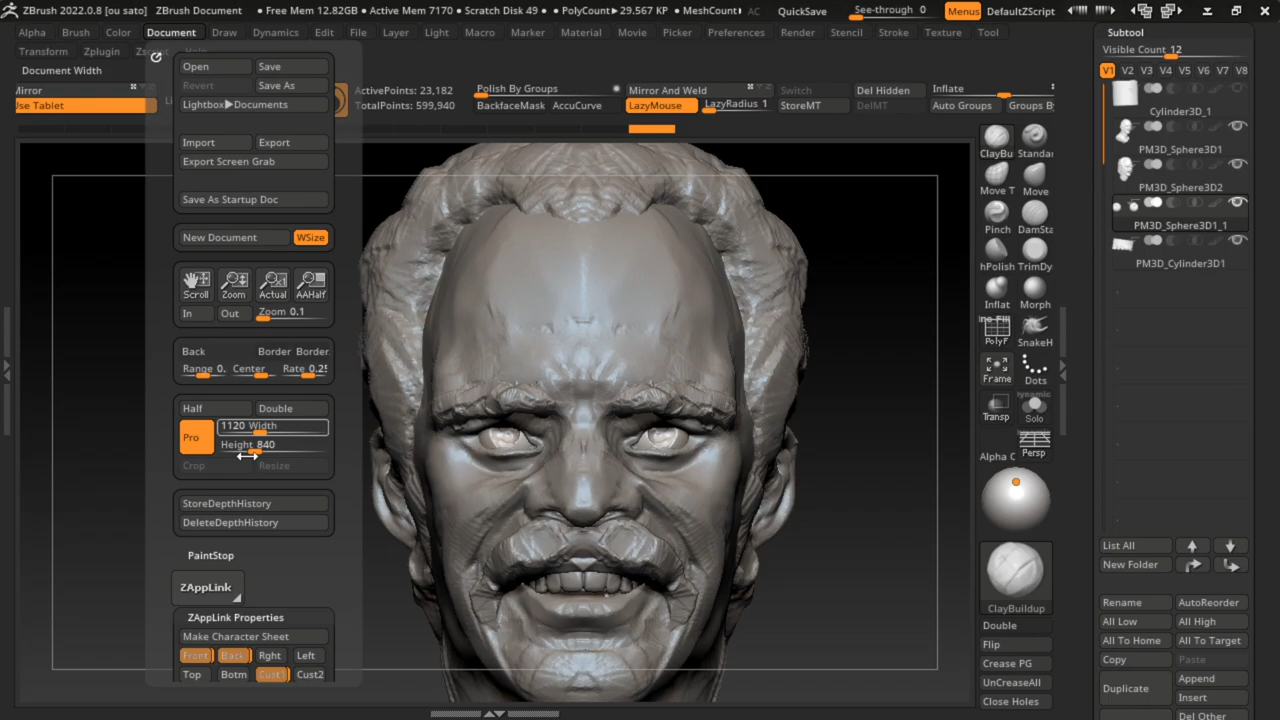 ZBrush 2022.0.8 [ou sato] ZBrush Document • Free Mem 12.82GB • Active Mem 7170 • Scratch Disk 49 • PolyCount▶29.567 KP • MeshCount▶ AC QuickSave See-through 0 Menus DefaultZScript
Alpha Brush Color Document Draw Dynamics Edit File Layer Light Macro Marker Material Movie Picker Preferences Render Stencil Stroke Texture Tool
Transform Zplugin
Document Width
Mirror
Use Tablet
Open Save
Revert Save As
Lightbox▶Documents
Import Export
Export Screen Grab
Save As Startup Doc
New Document WSize
Scroll Zoom Actual AAHalf
In Out Zoom 0.1
Back Border Border
Range 0. Center Rate 0.25
Half Double
Pro 1120 Width
Height 840
Crop Resize
StoreDepthHistory
DeleteDepthHistory
PaintStop
ZAppLink
ZAppLink Properties
Make Character Sheet
Front Back Rght Left
Top Botm Cust1 Cust2
ActivePoints: 23,182
TotalPoints: 599,940
Polish By Groups
BackfaceMask AccuCurve
Mirror And Weld
LazyMouse LazyRadius 1
Switch
StoreMT
Del Hidden
DelMT
Inflate
Auto Groups Groups By
ClayBu Standa
Move T Move
Pinch DamSta
hPolish TrimDy
Inflat Morph
PolyF SnakeH
Frame Dots
Dynamic
Transp Solo
Persp
Alpha O
ClayBuildup
Double
Flip
Crease PG
UnCreaseAll
Close Holes
Subtool
Visible Count 12
V1 V2 V3 V4 V5 V6 V7 V8
Cylinder3D_1
PM3D_Sphere3D1
PM3D_Sphere3D2
PM3D_Sphere3D1_1
PM3D_Cylinder3D1
List All
New Folder
Rename AutoReorder
All Low All High
All To Home All To Target
Copy Paste
Duplicate Append
Insert
Del Other